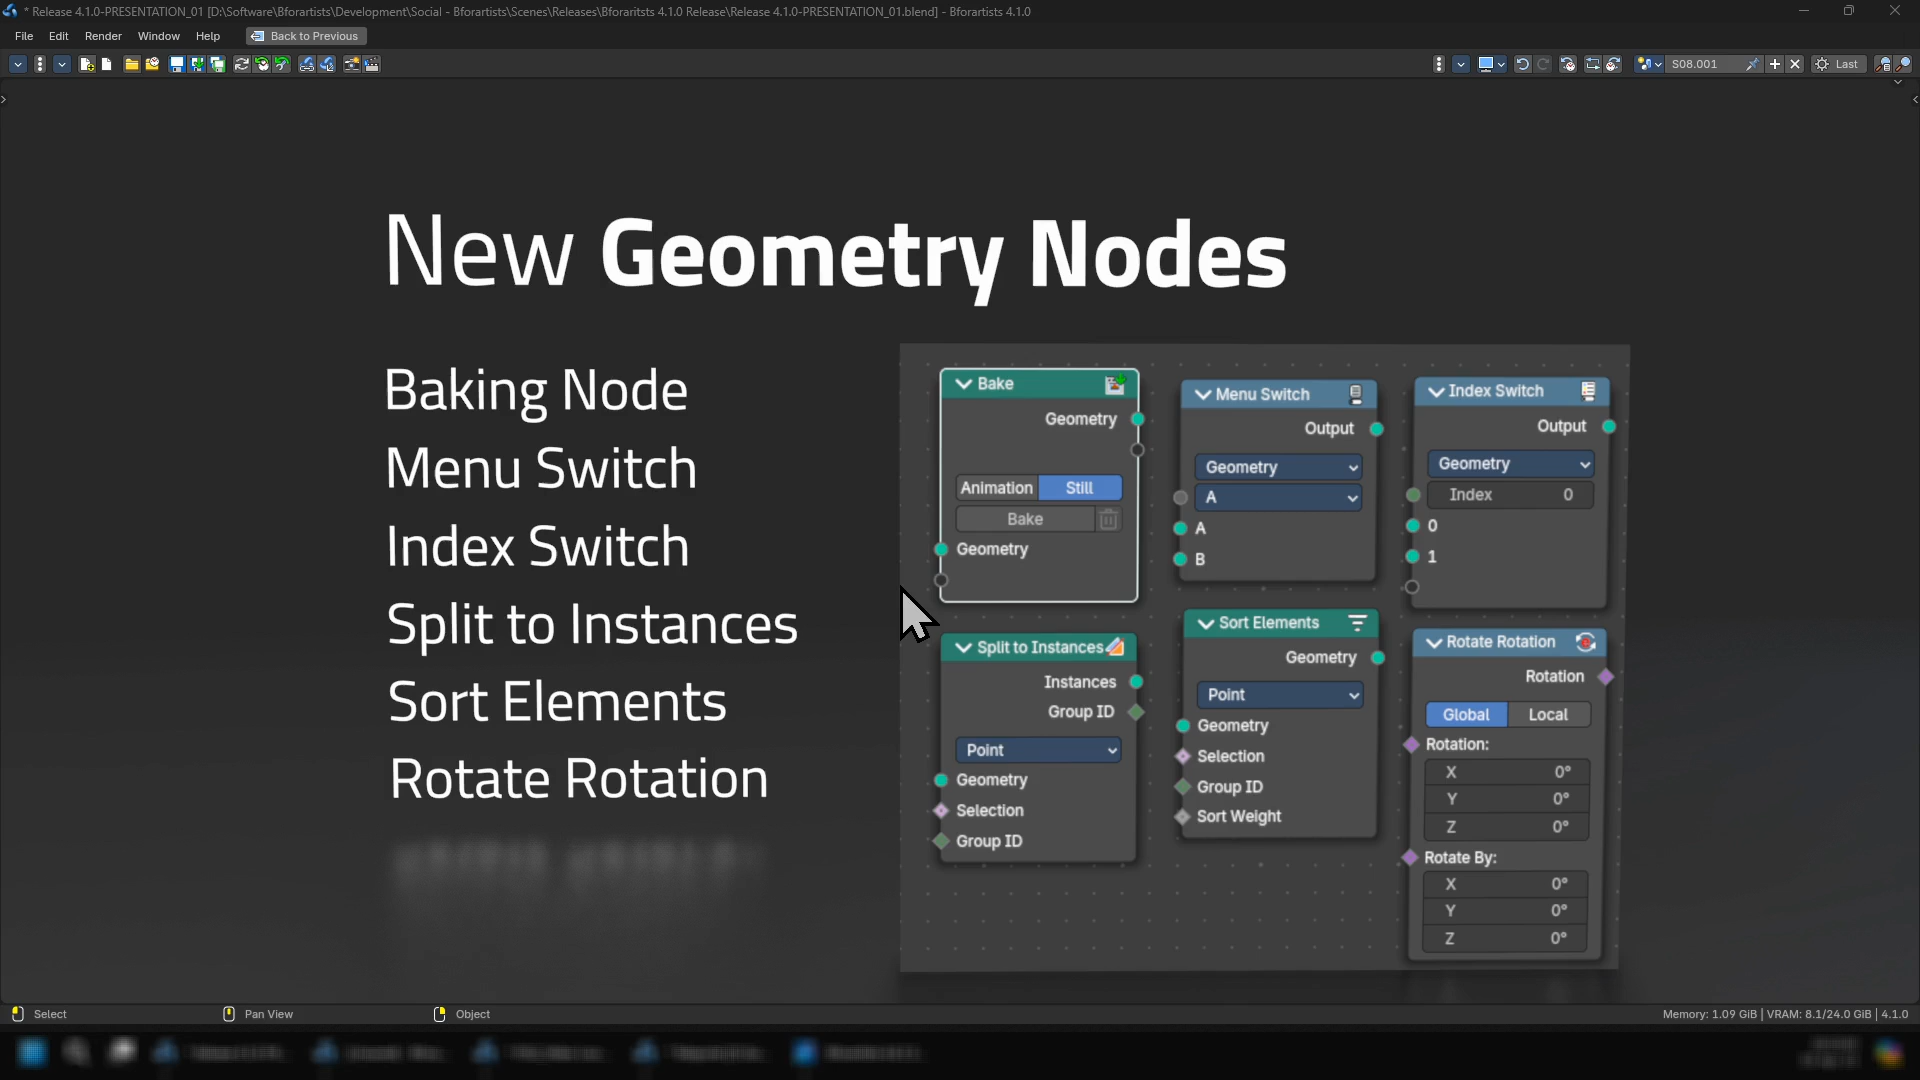 * Release 4.1.0-PRESENTATION_01 [D:\Software\Bforartists\Development\Social - Bforartists\Scenes\Releases\Bforaritsts 4.1.0 Release\Release 4.1.0-PRESENTATION_01.blend] - Bforartists 4.1.0
File Edit Render Window Help Back to Previous
S08.001 Last
New Geometry Nodes
Baking Node
Menu Switch
Index Switch
Split to Instances
Sort Elements
Rotate Rotation
Bake
Geometry
Animation Still
Bake
Geometry
Menu Switch
Output
Geometry
A
A
B
Index Switch
Output
Geometry
Index 0
0
1
Split to Instances
Instances
Group ID
Point
Geometry
Selection
Group ID
Sort Elements
Geometry
Point
Geometry
Selection
Group ID
Sort Weight
Rotate Rotation
Rotation
Global Local
Rotation:
X 0°
Y 0°
Z 0°
Rotate By:
X 0°
Y 0°
Z 0°
Select Pan View Object Memory: 1.09 GiB | VRAM: 8.1/24.0 GiB | 4.1.0